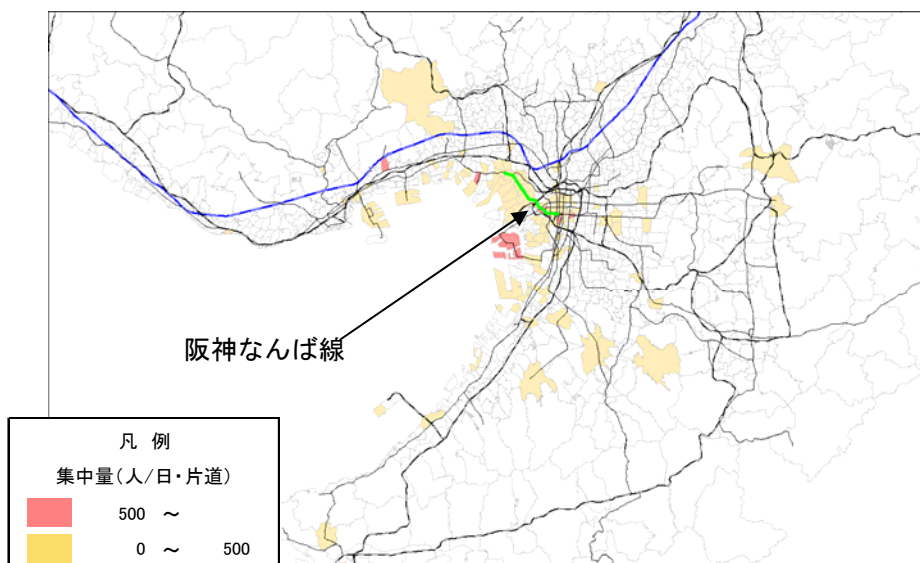 阪神なんば線
凡 例
集中量(人/日・片道)
500 ～
0 ～ 500